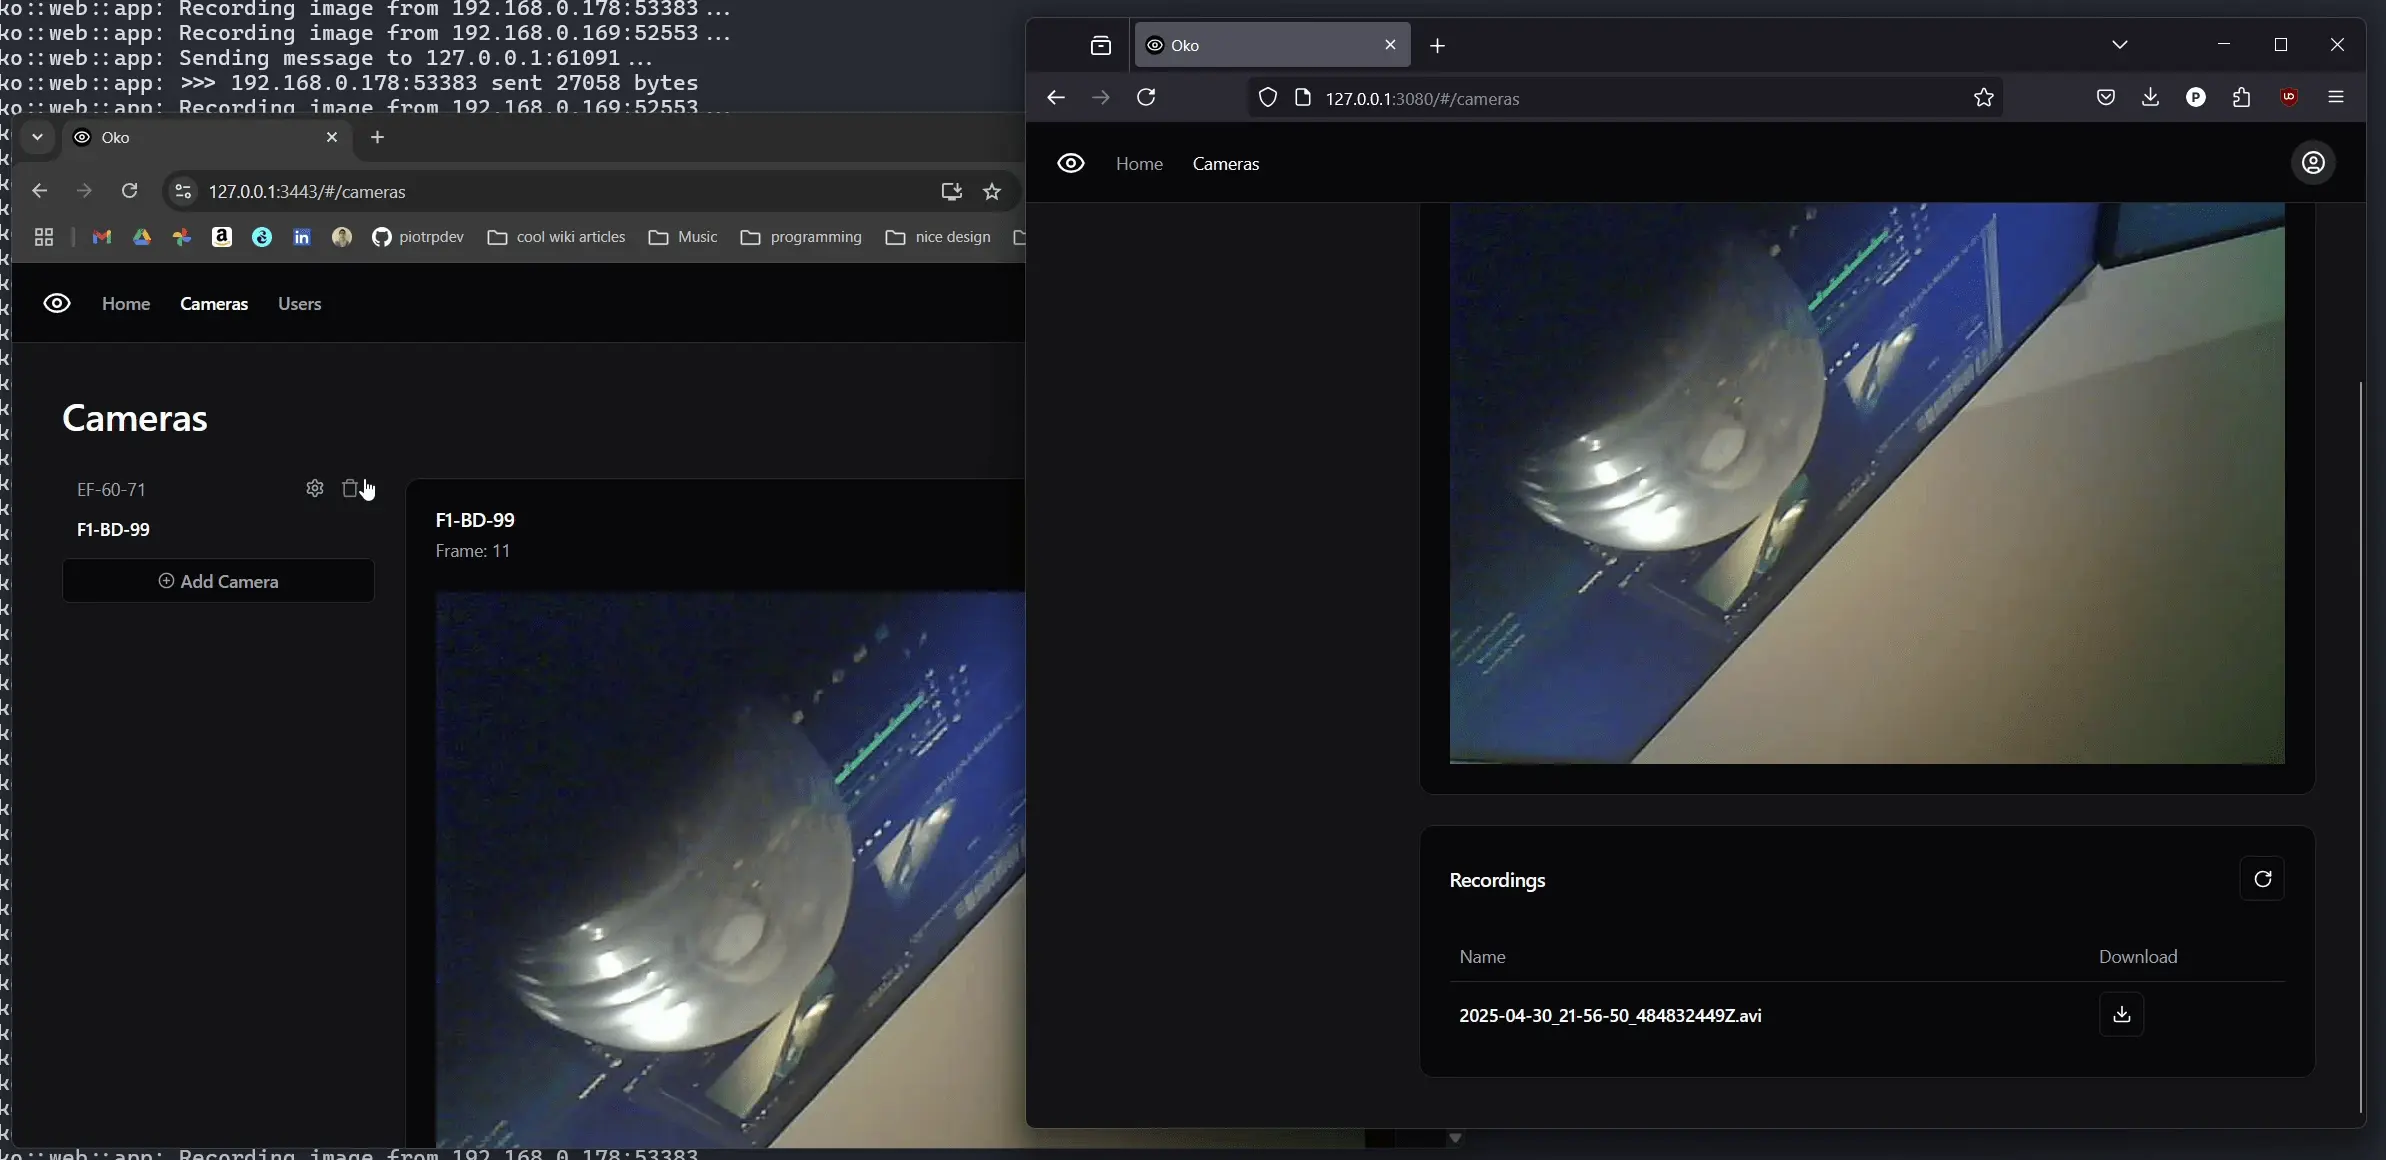 ko::web::app: Recording image from 192.168.0.178:53383...
ko::web::app: Recording image from 192.168.0.169:52553...
ko::web::app: Sending message to 127.0.0.1:61091...
ko::web::app: >>> 192.168.0.178:53383 sent 27058 bytes
ko::web::app: Recording image from 192.168.0.169:52553...
Oko
127.0.0.1:3443/#/cameras
piotrpdev
cool wiki articles
Music
programming
nice design
Home
Cameras
Users
Cameras
EF-60-71
F1-BD-99
Add Camera
F1-BD-99
Frame: 11
Oko
127.0.0.1:3080/#/cameras
Home
Cameras
Recordings
Name
Download
2025-04-30_21-56-50_484832449Z.avi
ko::web::app: Recording image from 192.168.0.178:53383